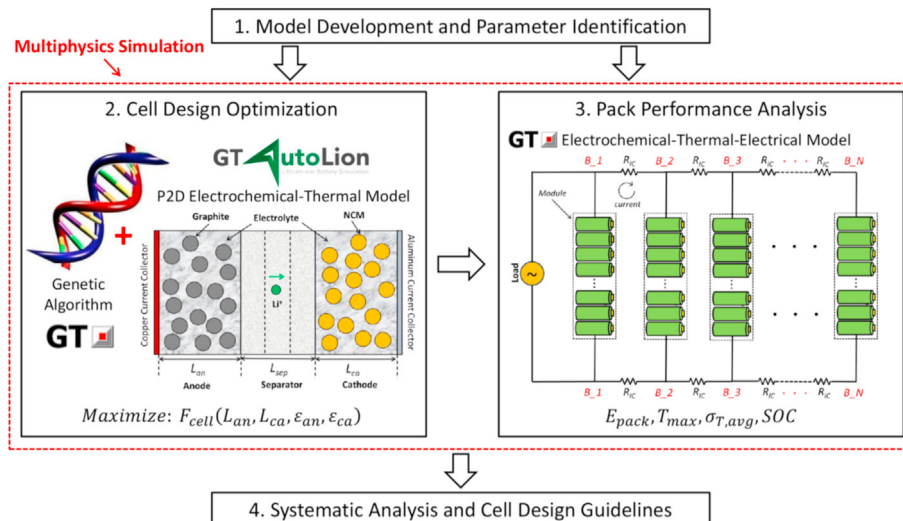 1. Model Development and Parameter Identification
Multiphysics Simulation
2. Cell Design Optimization
GT AutoLion
Lithium-ion Battery Simulation
P2D Electrochemical-Thermal Model
Graphite
Electrolyte
NCM
Copper Current Collector
Aluminum Current Collector
+
Genetic
Algorithm
GT
Li⁺
L_an
L_sep
L_ca
Anode
Separator
Cathode
Maximize: F_cell(L_an, L_ca, ε_an, ε_ca)
3. Pack Performance Analysis
GT Electrochemical-Thermal-Electrical Model
B_1 R_IC B_2 R_IC B_3 R_IC · · · R_IC B_N
Module
current
Load
~
B_1 R_IC B_2 R_IC B_3 R_IC · · · R_IC B_N
E_pack, T_max, σ_T,avg, SOC
4. Systematic Analysis and Cell Design Guidelines